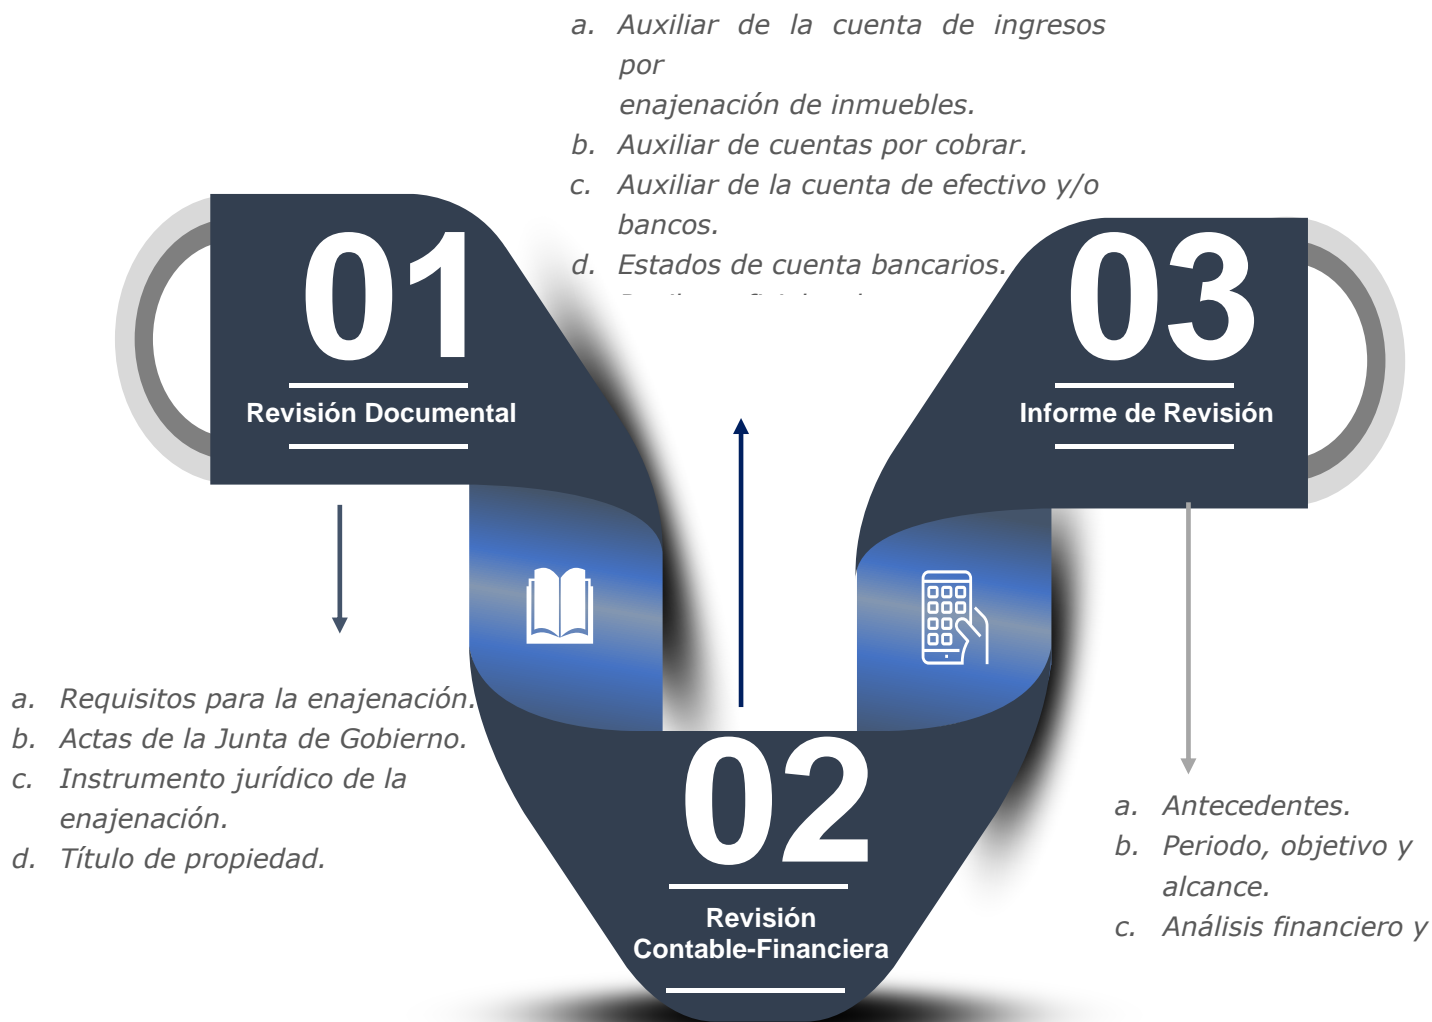 a. Auxiliar de la cuenta de ingresos
por
enajenación de inmuebles.
b. Auxiliar de cuentas por cobrar.
c. Auxiliar de la cuenta de efectivo y/o
bancos.
d. Estados de cuenta bancarios.
01
Revisión Documental
03
Informe de Revisión
a. Requisitos para la enajenación.
b. Actas de la Junta de Gobierno.
c. Instrumento jurídico de la
enajenación.
d. Título de propiedad.
02
Revisión
Contable-Financiera
a. Antecedentes.
b. Periodo, objetivo y
alcance.
c. Análisis financiero y